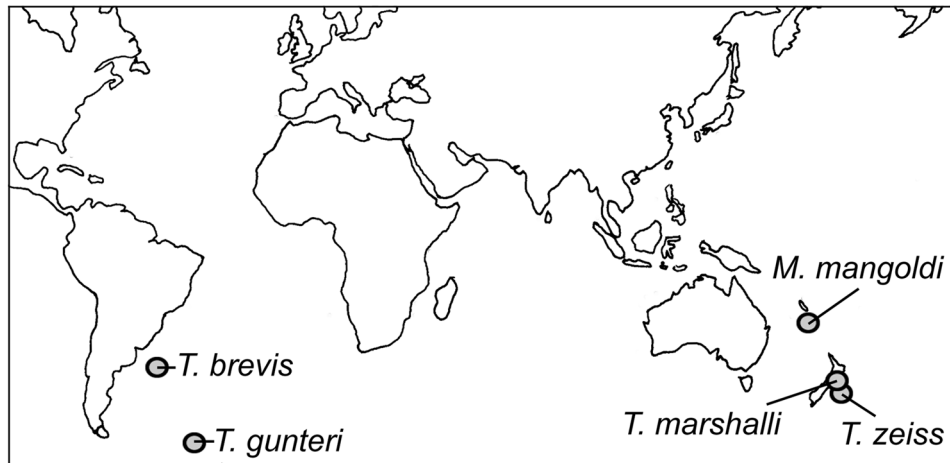 M. mangoldi
T. brevis
T. marshalli
T. zeiss
T. gunteri